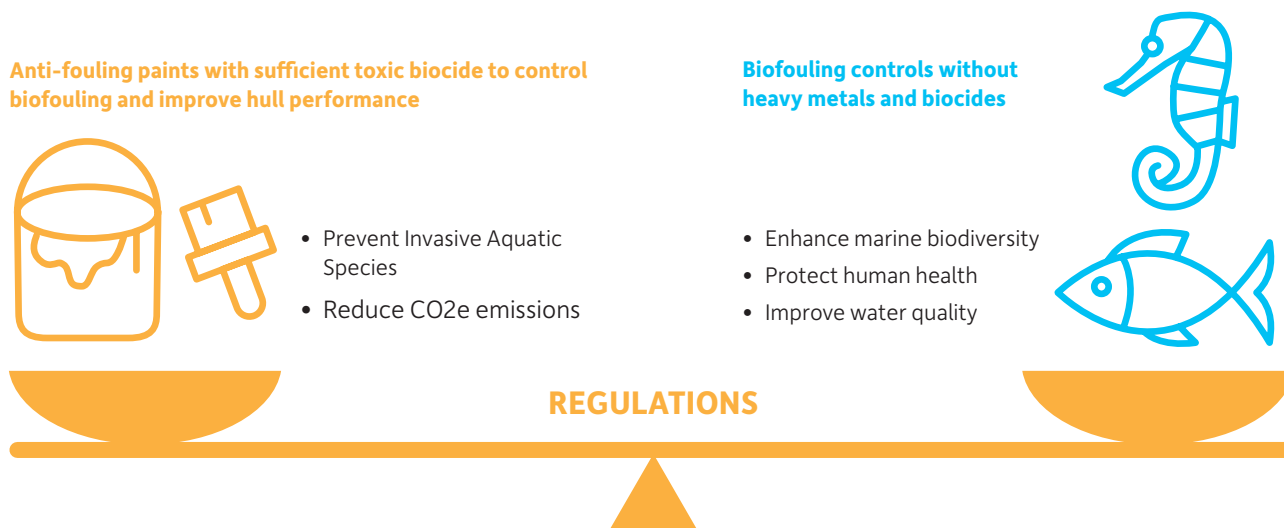 Anti-fouling paints with sufficient toxic biocide to control
biofouling and improve hull performance
• Prevent Invasive Aquatic
Species
• Reduce CO2e emissions
Biofouling controls without
heavy metals and biocides
• Enhance marine biodiversity
• Protect human health
• Improve water quality
REGULATIONS